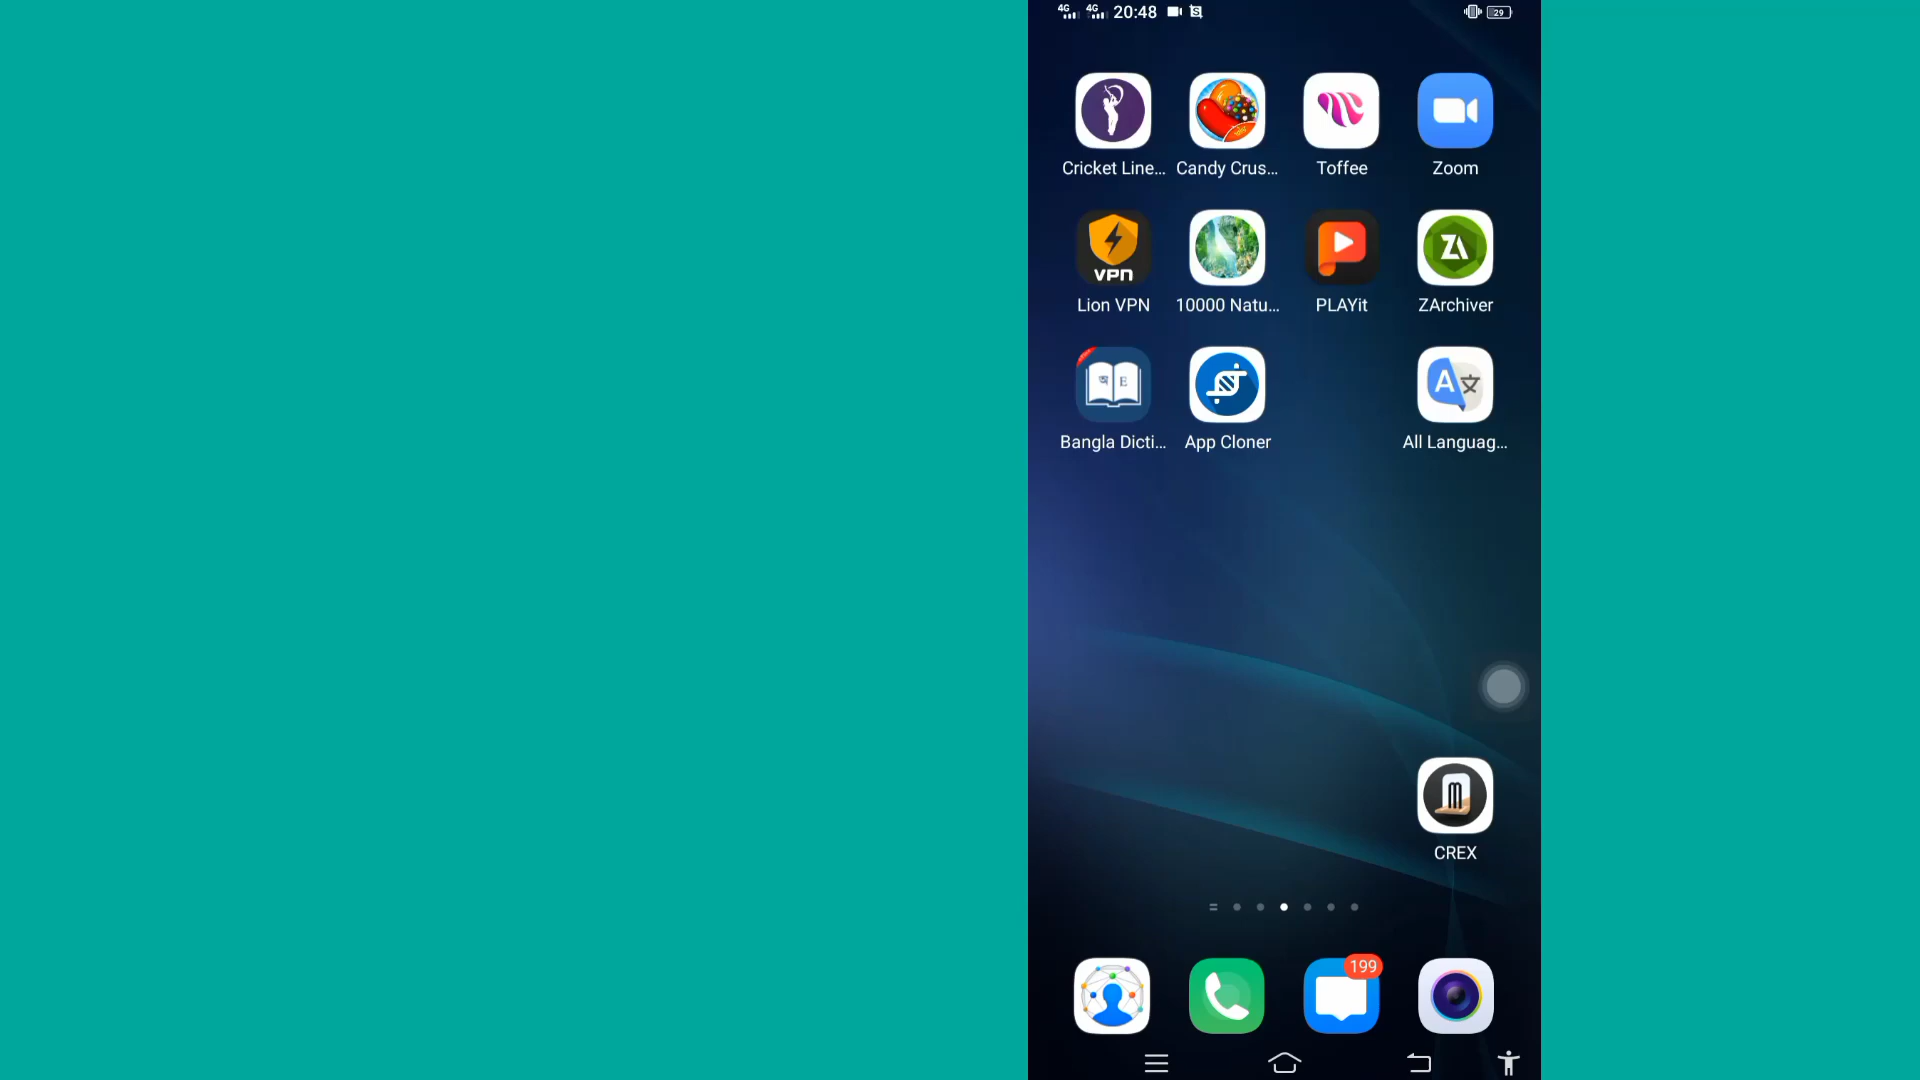 4G 4G 20:48 29
Cricket Line... Candy Crus... Toffee Zoom
VPN
Lion VPN 10000 Natu... PLAYit ZArchiver
অ E A 文
Bangla Dicti... App Cloner All Languag...
CREX
199